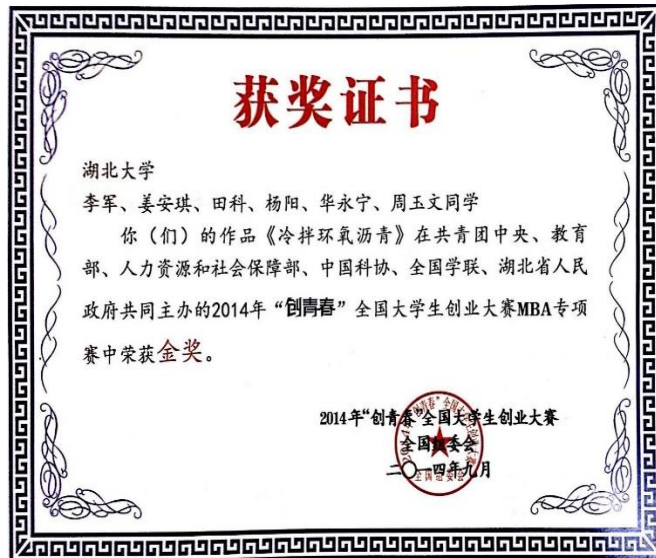 获奖证书
湖北大学
李军、姜安琪、田科、杨阳、华永宁、周玉文同学
你（们）的作品《冷拌环氧沥青》在共青团中央、教育
部、人力资源和社会保障部、中国科协、全国学联、湖北省人民
政府共同主办的2014年“创青春”全国大学生创业大赛MBA专项
赛中荣获金奖。
2014年“创青春”全国大学生创业大赛
全国组委会
二〇一四年九月
全国组委会